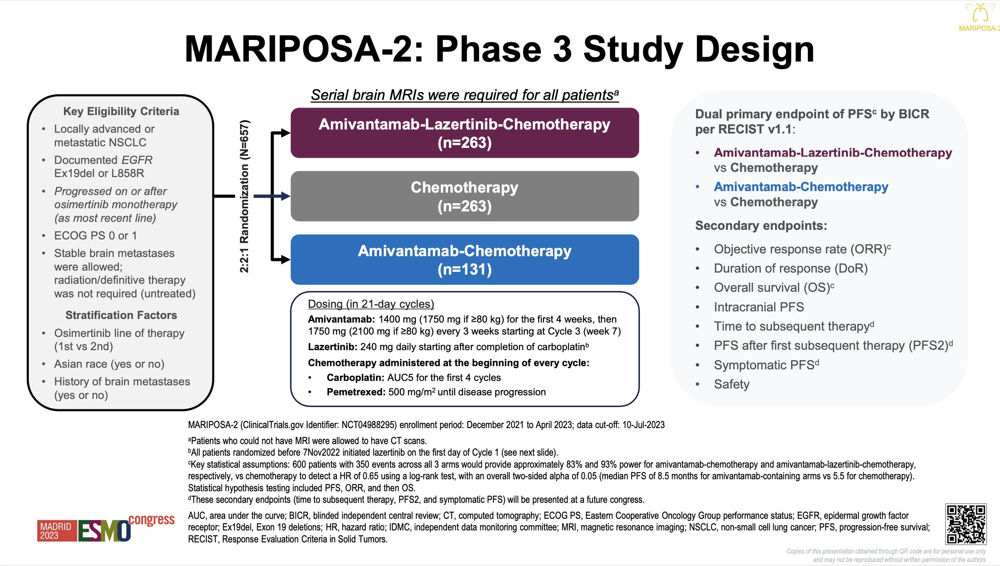 MARIPOSA-2
MARIPOSA-2: Phase 3 Study Design
Key Eligibility Criteria
• Locally advanced or
metastatic NSCLC
• Documented EGFR
Ex19del or L858R
• Progressed on or after
osimertinib monotherapy
(as most recent line)
• ECOG PS 0 or 1
• Stable brain metastases
were allowed;
radiation/definitive therapy
was not required (untreated)
Stratification Factors
• Osimertinib line of therapy
(1st vs 2nd)
• Asian race (yes or no)
• History of brain metastases
(yes or no)
2:2:1 Randomization (N=657)
Serial brain MRIs were required for all patientsᵃ
Amivantamab-Lazertinib-Chemotherapy
(n=263)
Chemotherapy
(n=263)
Amivantamab-Chemotherapy
(n=131)
Dosing (in 21-day cycles)
Amivantamab: 1400 mg (1750 mg if ≥80 kg) for the first 4 weeks, then
1750 mg (2100 mg if ≥80 kg) every 3 weeks starting at Cycle 3 (week 7)
Lazertinib: 240 mg daily starting after completion of carboplatinᵇ
Chemotherapy administered at the beginning of every cycle:
• Carboplatin: AUC5 for the first 4 cycles
• Pemetrexed: 500 mg/m² until disease progression
Dual primary endpoint of PFSᶜ by BICR
per RECIST v1.1:
• Amivantamab-Lazertinib-Chemotherapy
vs Chemotherapy
• Amivantamab-Chemotherapy
vs Chemotherapy
Secondary endpoints:
• Objective response rate (ORR)ᶜ
• Duration of response (DoR)
• Overall survival (OS)ᶜ
• Intracranial PFS
• Time to subsequent therapyᵈ
• PFS after first subsequent therapy (PFS2)ᵈ
• Symptomatic PFSᵈ
• Safety
MARIPOSA-2 (ClinicalTrials.gov Identifier: NCT04988295) enrollment period: December 2021 to April 2023; data cut-off: 10-Jul-2023
ᵃPatients who could not have MRI were allowed to have CT scans.
ᵇAll patients randomized before 7Nov2022 initiated lazertinib on the first day of Cycle 1 (see next slide).
ᶜKey statistical assumptions: 600 patients with 350 events across all 3 arms would provide approximately 83% and 93% power for amivantamab-chemotherapy and amivantamab-lazertinib-chemotherapy,
respectively, vs chemotherapy to detect a HR of 0.65 using a log-rank test, with an overall two-sided alpha of 0.05 (median PFS of 8.5 months for amivantamab-containing arms vs 5.5 for chemotherapy).
Statistical hypothesis testing included PFS, ORR, and then OS.
ᵈThese secondary endpoints (time to subsequent therapy, PFS2, and symptomatic PFS) will be presented at a future congress.
AUC, area under the curve; BICR, blinded independent central review; CT, computed tomography; ECOG PS, Eastern Cooperative Oncology Group performance status; EGFR, epidermal growth factor
receptor; Ex19del, Exon 19 deletions; HR, hazard ratio; IDMC, independent data monitoring committee; MRI, magnetic resonance imaging; NSCLC, non-small cell lung cancer; PFS, progression-free survival;
RECIST, Response Evaluation Criteria in Solid Tumors.
MADRID
2023
ESMO congress
Copies of this presentation obtained through QR code are for personal use only
and may not be reproduced without written permission of the authors